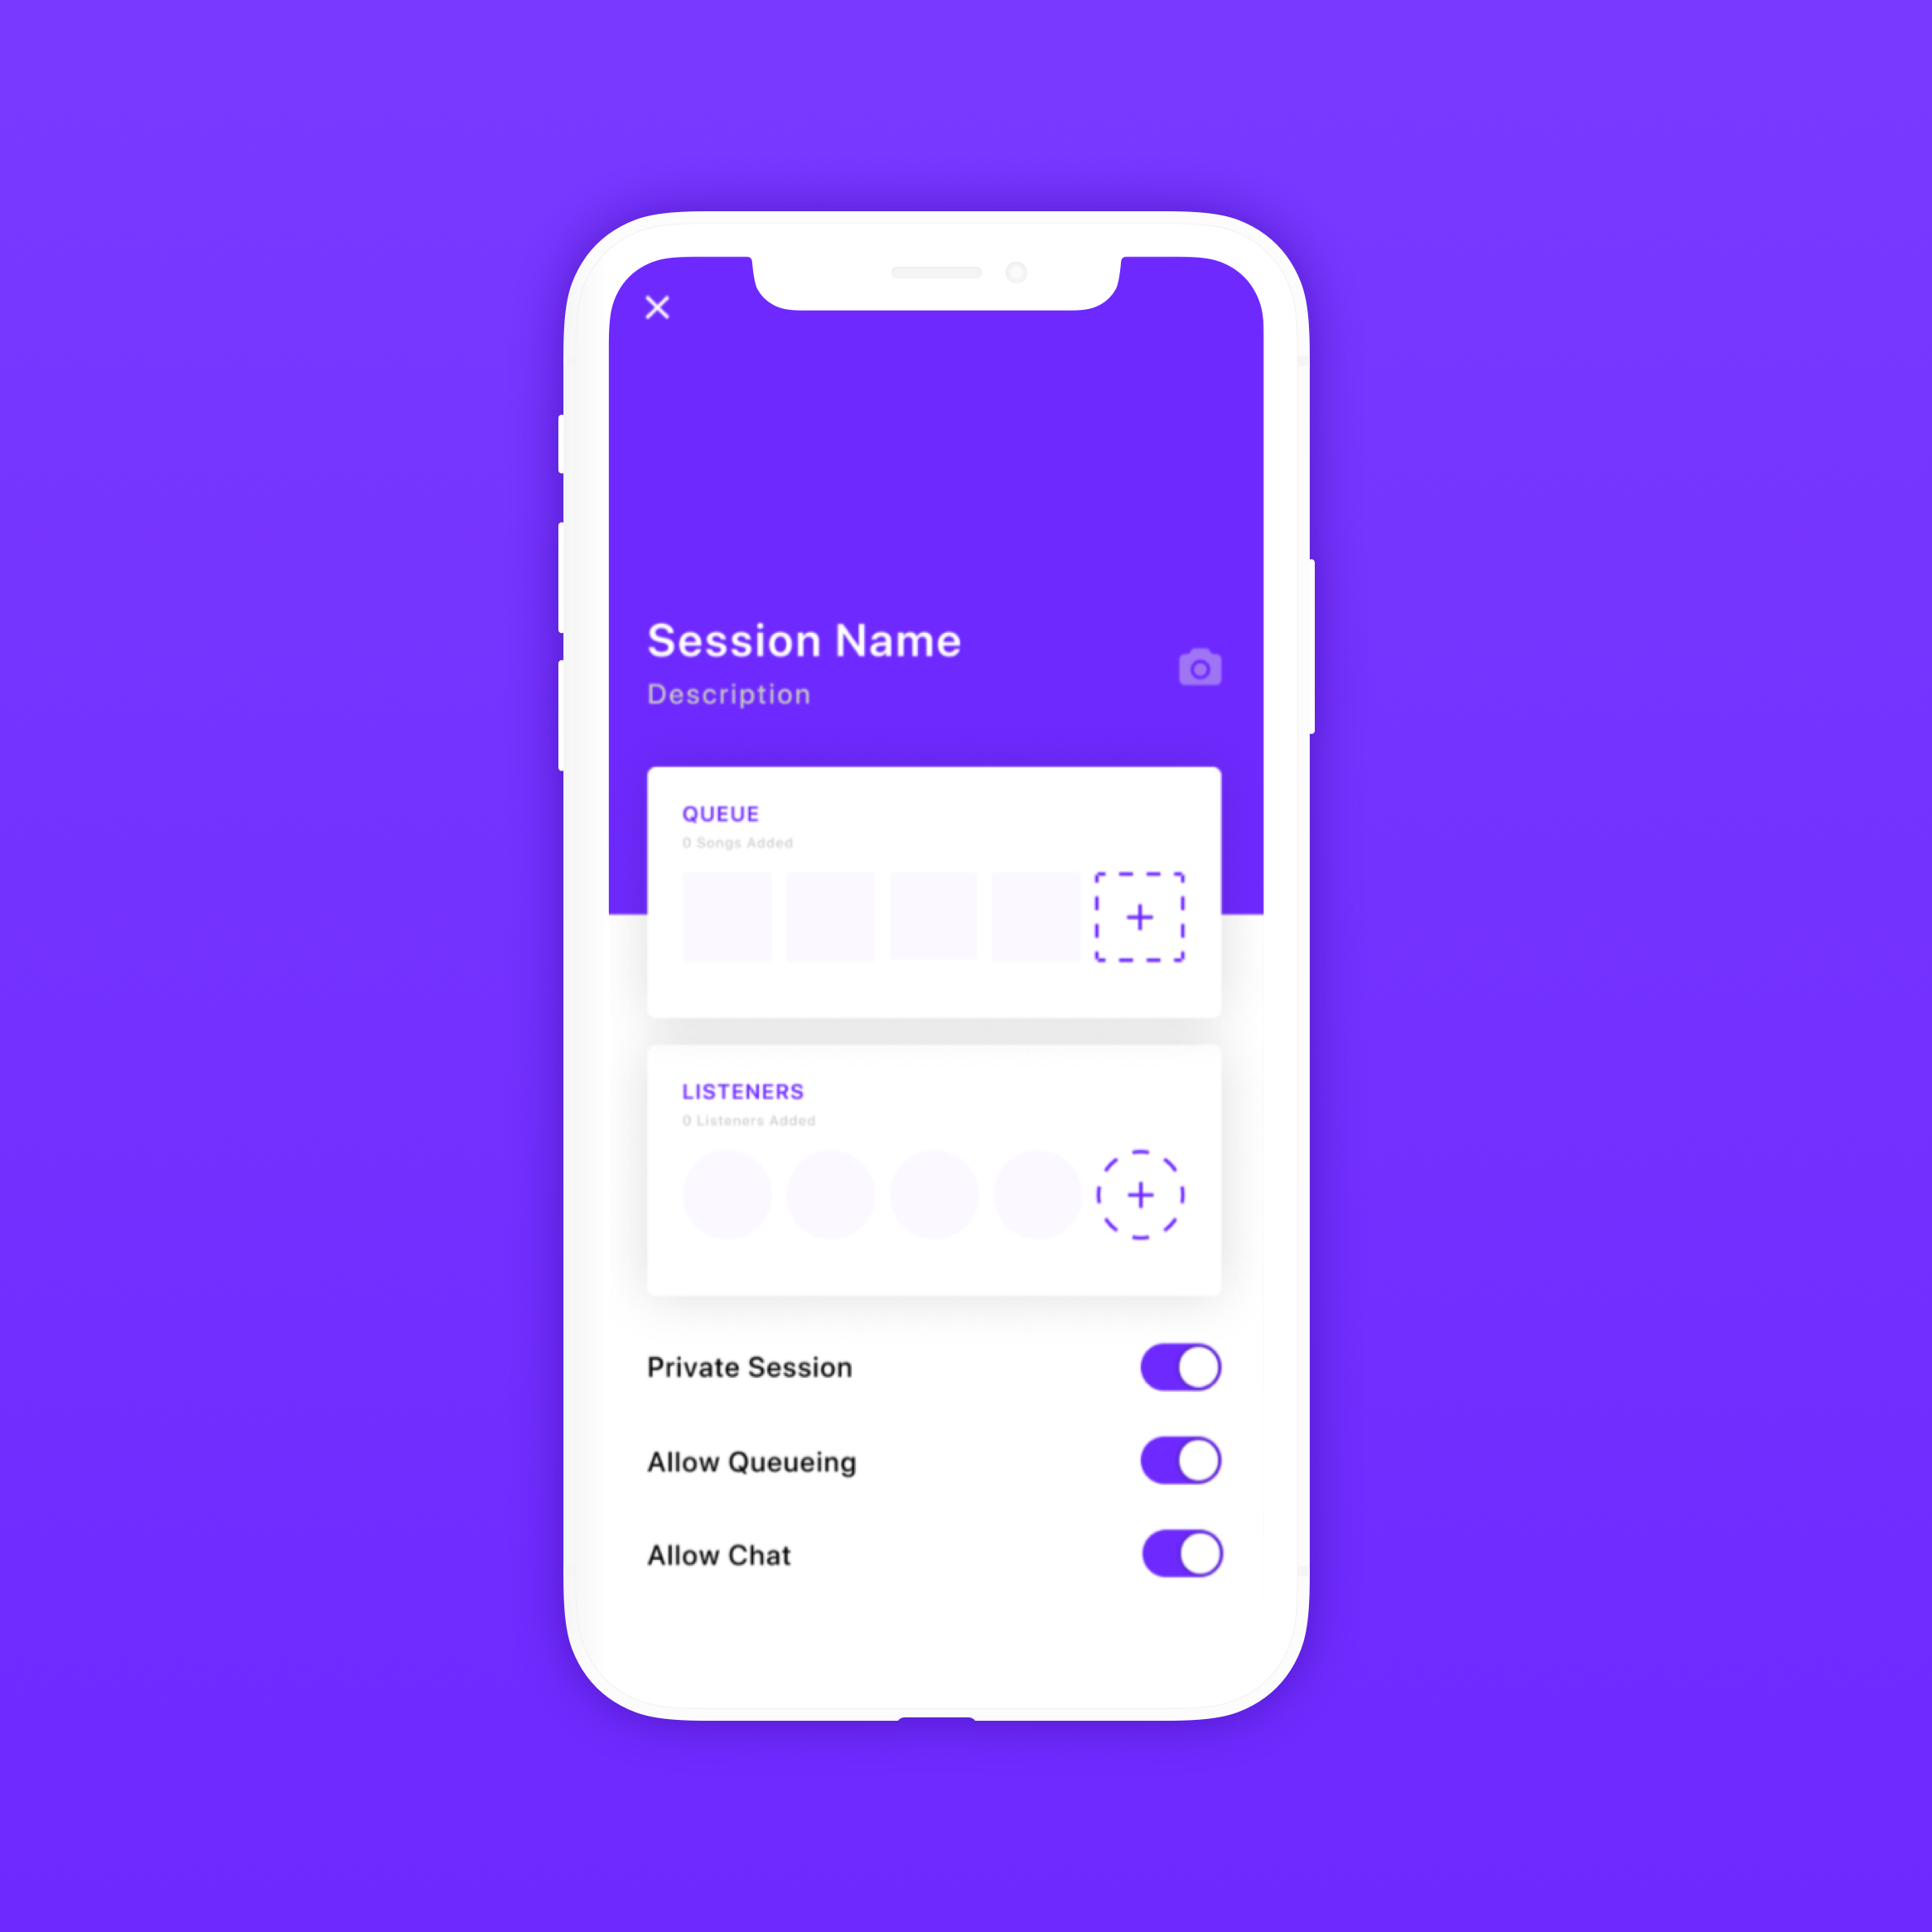 Session Name
Description
QUEUE
0 Songs Added
LISTENERS
0 Listeners Added
Private Session
Allow Queueing
Allow Chat